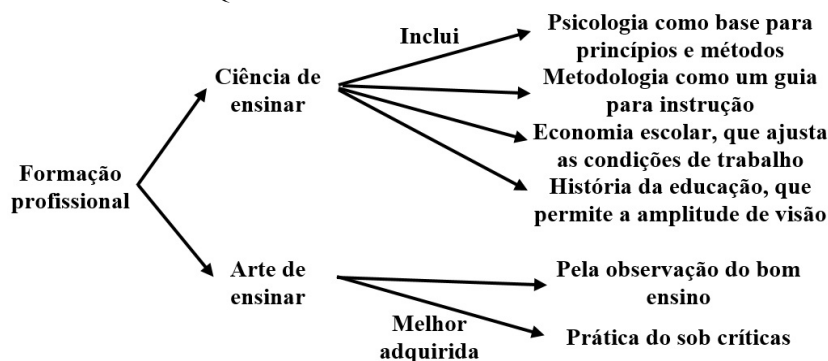 Formação
profissional
Ciência de
ensinar
Inclui
Psicologia como base para
princípios e métodos
Metodologia como um guia
para instrução
Economia escolar, que ajusta
as condições de trabalho
História da educação, que
permite a amplitude de visão
Arte de
ensinar
Melhor
adquirida
Pela observação do bom
ensino
Prática do sob críticas